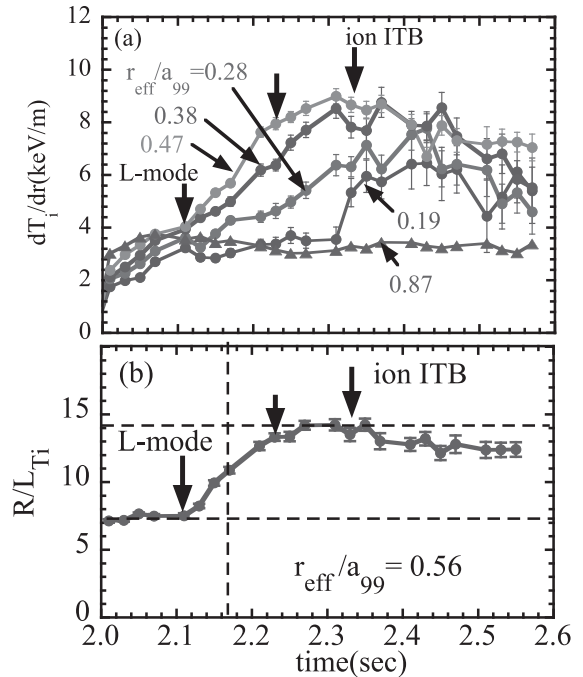 12
(a)
ion ITB
10
r_eff/a_99=0.28
8
0.38
0.47
6
L-mode
4
0.19
2
0.87
0
dT_i/dr(keV/m)
20
(b)
ion ITB
15
L-mode
10
5
r_eff/a_99= 0.56
0
R/L_Ti
2.0 2.1 2.2 2.3 2.4 2.5 2.6
time(sec)